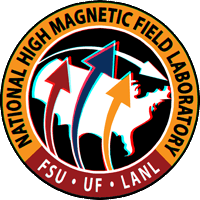 NATIONAL HIGH MAGNETIC FIELD LABORATORY
FSU · UF · LANL